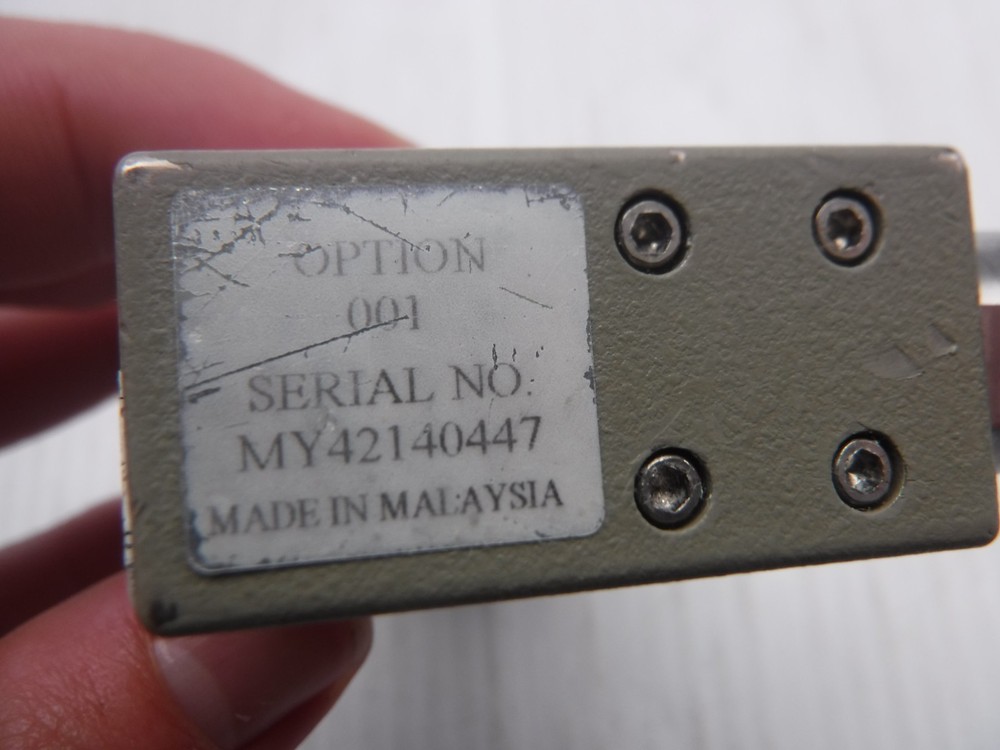 OPTION
001
SERIAL NO.
MY42140447
MADE IN MALAYSIA